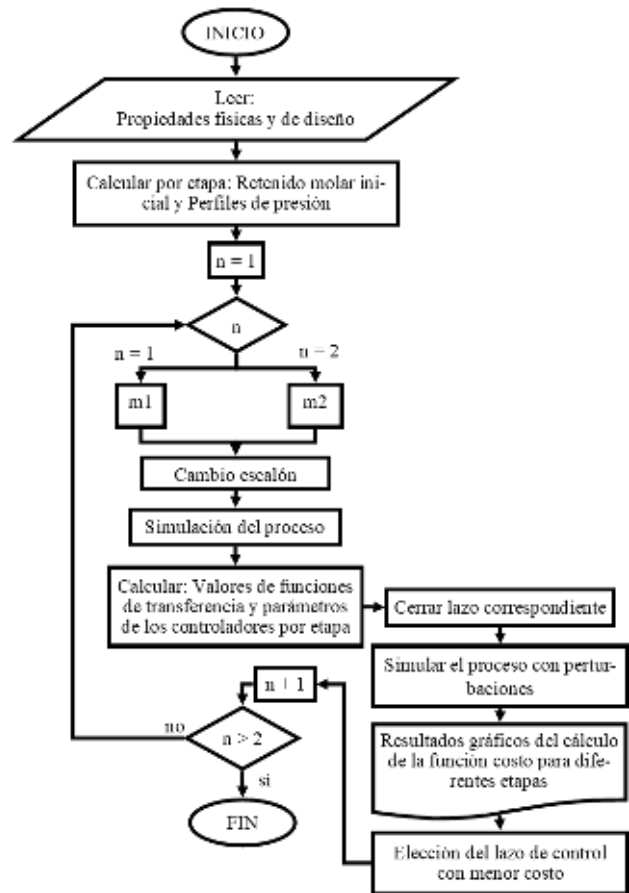 INICIO
Leer:
Propiedades físicas y de diseño
Calcular por etapa: Retenido molar ini-
cial y Perfiles de presión
n = 1
n
n = 1
n = 2
m1
m2
Cambio escalón
Simulación del proceso
Calcular: Valores de funciones
de transferencia y parámetros
de los controladores por etapa
Cerrar lazo correspondiente
Simular el proceso con pertur-
baciones
Resultados gráficos del cálculo
de la función costo para dife-
rentes etapas
Elección del lazo de control
con menor costo
n + 1
n > 2
no
si
FIN